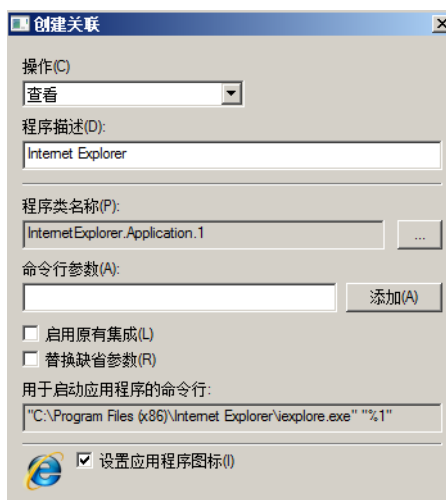 创建关联
操作(C)
查看
程序描述(D):
Internet Explorer
程序类名称(P):
InternetExplorer.Application.1
...
命令行参数(A):
添加(A)
启用原有集成(L)
替换缺省参数(R)
用于启动应用程序的命令行:
"C:\Program Files (x86)\Internet Explorer\iexplore.exe" "%1"
设置应用程序图标(I)